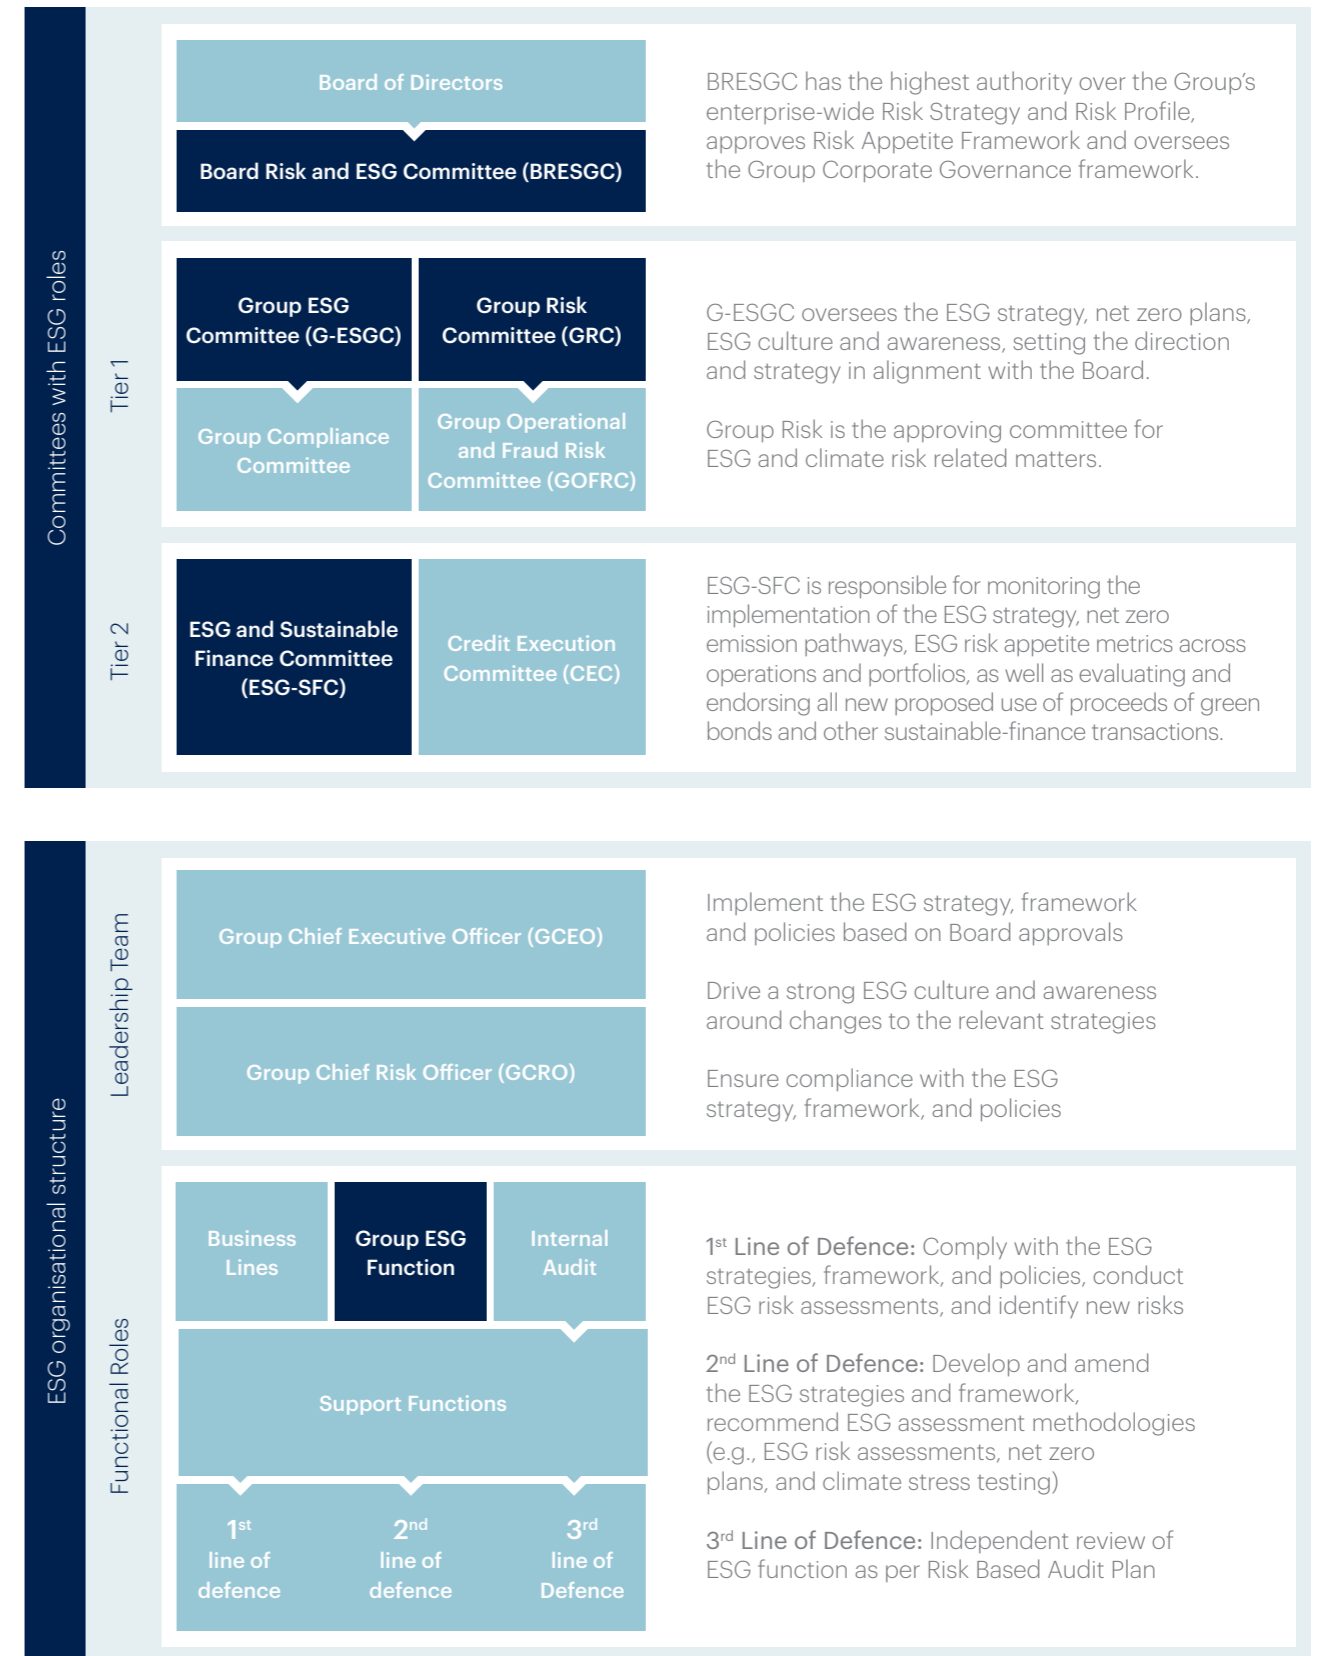 Committees with ESG roles
Board of Directors
Board Risk and ESG Committee (BRESGC)
BRESGC has the highest authority over the Group's
enterprise-wide Risk Strategy and Risk Profile,
approves Risk Appetite Framework and oversees
the Group Corporate Governance framework.
Tier 1
Group ESG
Committee (G-ESGC)
Group Risk
Committee (GRC)
Group Compliance
Committee
Group Operational
and Fraud Risk
Committee (GOFRC)
G-ESGC oversees the ESG strategy, net zero plans,
ESG culture and awareness, setting the direction
and strategy in alignment with the Board.
Group Risk is the approving committee for
ESG and climate risk related matters.
Tier 2
ESG and Sustainable
Finance Committee
(ESG-SFC)
Credit Execution
Committee (CEC)
ESG-SFC is responsible for monitoring the
implementation of the ESG strategy, net zero
emission pathways, ESG risk appetite metrics across
operations and portfolios, as well as evaluating and
endorsing all new proposed use of proceeds of green
bonds and other sustainable-finance transactions.
ESG organisational structure
Leadership Team
Group Chief Executive Officer (GCEO)
Group Chief Risk Officer (GCRO)
Implement the ESG strategy, framework
and policies based on Board approvals
Drive a strong ESG culture and awareness
around changes to the relevant strategies
Ensure compliance with the ESG
strategy, framework, and policies
Functional Roles
Business
Lines
Group ESG
Function
Internal
Audit
Support Functions
1st
line of
defence
2nd
line of
defence
3rd
line of
Defence
1st Line of Defence: Comply with the ESG
strategies, framework, and policies, conduct
ESG risk assessments, and identify new risks
2nd Line of Defence: Develop and amend
the ESG strategies and framework,
recommend ESG assessment methodologies
(e.g., ESG risk assessments, net zero
plans, and climate stress testing)
3rd Line of Defence: Independent review of
ESG function as per Risk Based Audit Plan